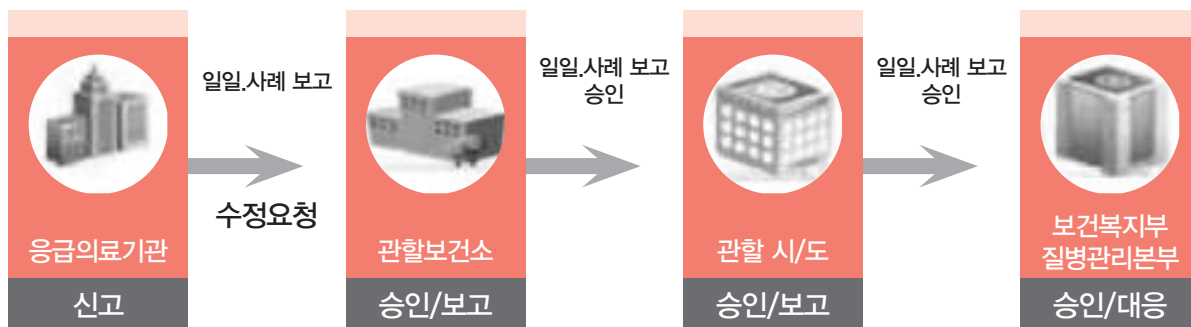 일일.사례 보고
수정요청
일일.사례 보고
승인
일일.사례 보고
승인
응급의료기관
신고
관할보건소
승인/보고
관할 시/도
승인/보고
보건복지부
질병관리본부
승인/대응